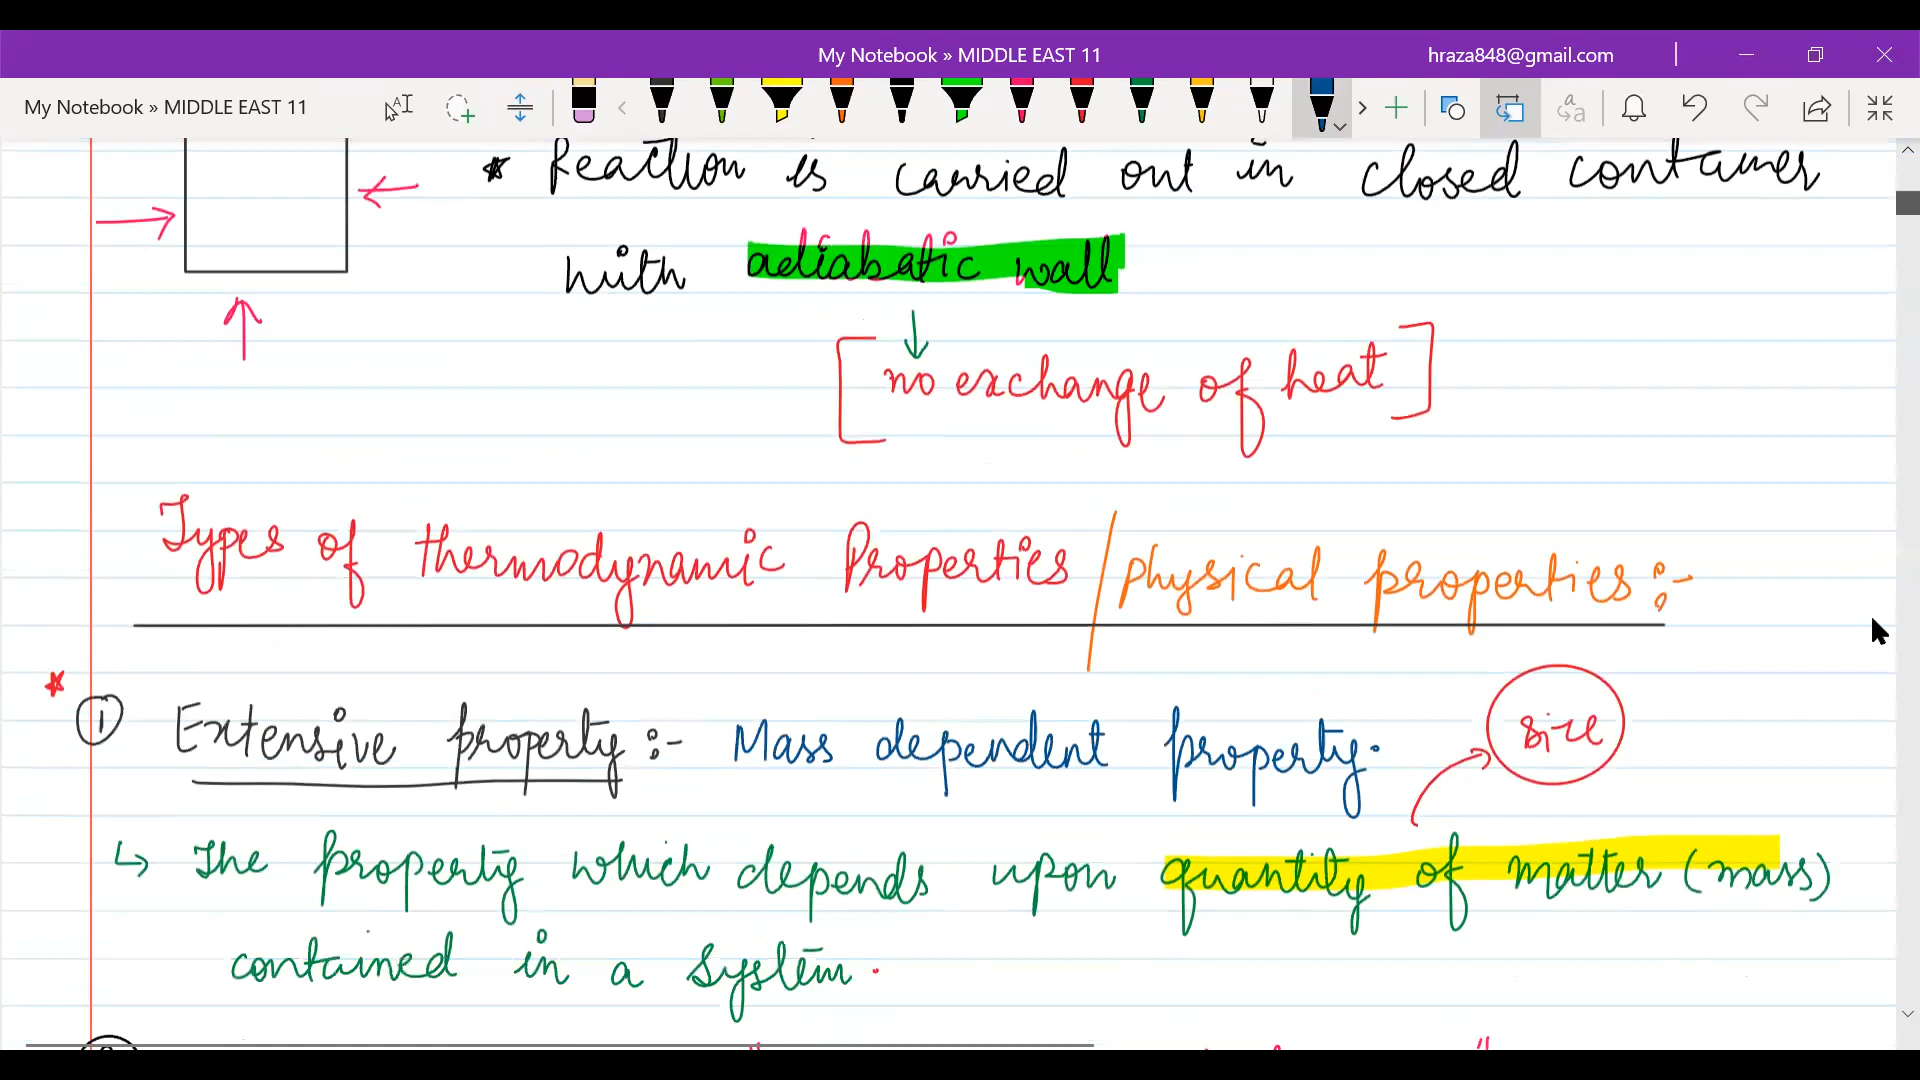 My Notebook » MIDDLE EAST 11
hraza848@gmail.com
My Notebook » MIDDLE EAST 11
* Reaction is carried out in closed container
with adiabatic wall
[no exchange of heat]
Types of thermodynamic Properties / physical properties :-
* ① Extensive property :- Mass dependent property.
size
↳ The property which depends upon quantity of matter (mass)
contained in a system.